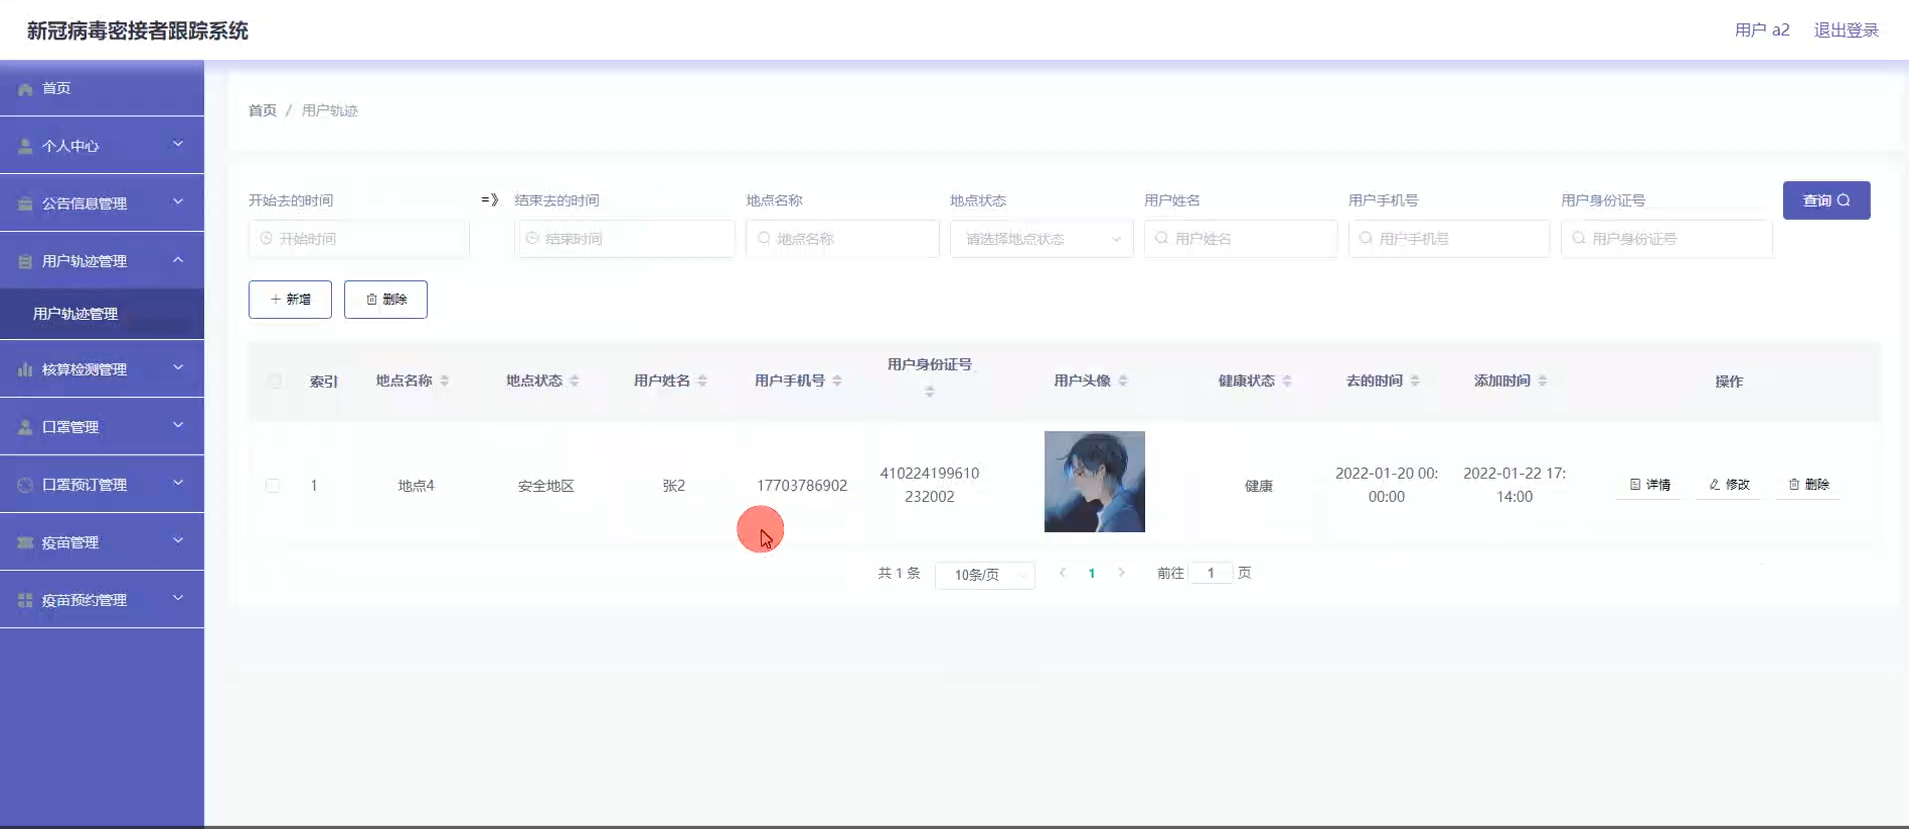 新冠病毒密接者跟踪系统
用户 a2
退出登录
首页
个人中心
公告信息管理
用户轨迹管理
用户轨迹管理
核算检测管理
口罩管理
口罩预订管理
疫苗管理
疫苗预约管理
首页 / 用户轨迹
开始去的时间
=》
结束去的时间
地点名称
地点状态
用户姓名
用户手机号
用户身份证号
查询
开始时间
结束时间
地点名称
请选择地点状态
用户姓名
用户手机号
用户身份证号
新增
删除
索引
地点名称
地点状态
用户姓名
用户手机号
用户身份证号
用户头像
健康状态
去的时间
添加时间
操作
1
地点4
安全地区
张2
17703786902
410224199610
232002
健康
2022-01-20 00:
00:00
2022-01-22 17:
14:00
详情
修改
删除
共 1 条
10条/页
1
前往 1 页